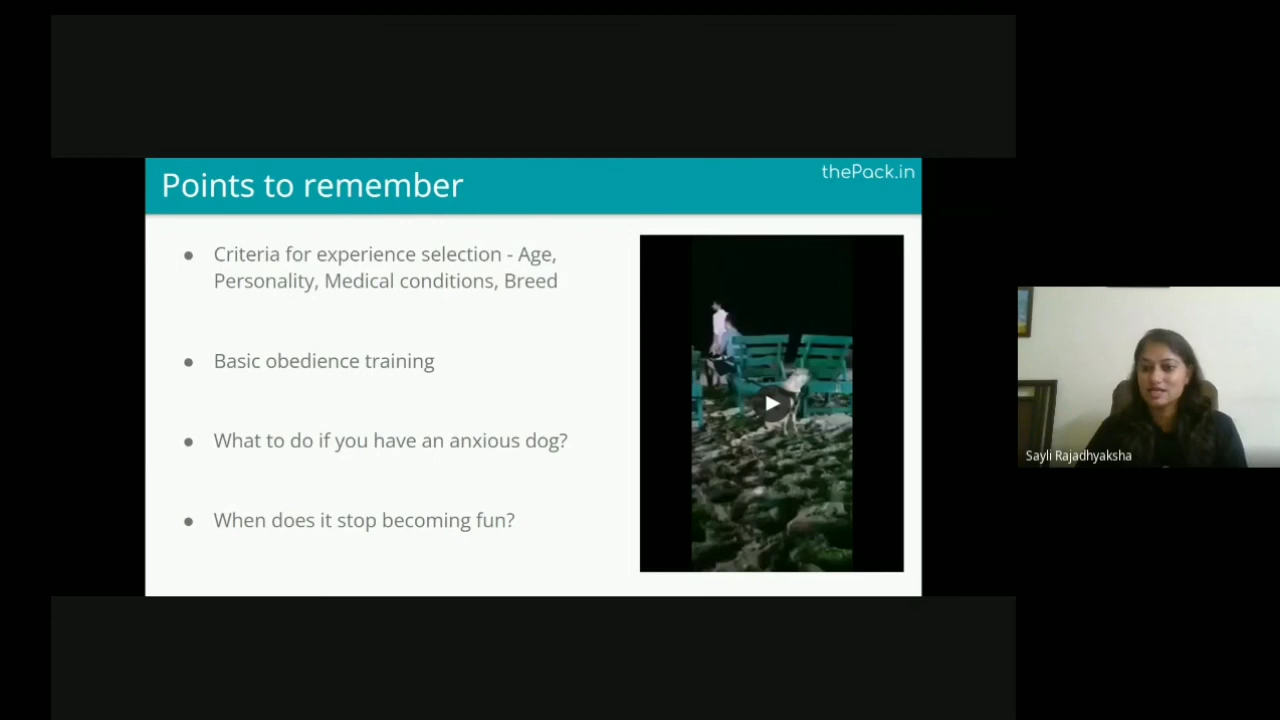 Points to remember
thePack.in
● Criteria for experience selection - Age,
Personality, Medical conditions, Breed
● Basic obedience training
● What to do if you have an anxious dog?
● When does it stop becoming fun?
Sayli Rajadhyaksha